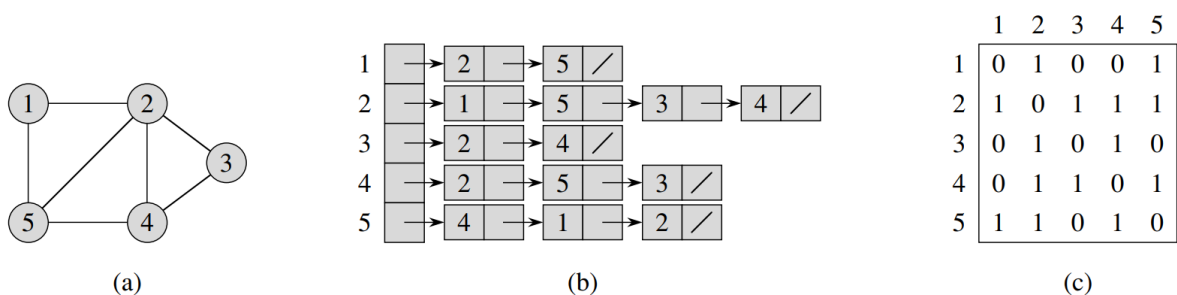 1 2
3
5 4
(a)
1 2 5
2 1 5 3 4
3 2 4
4 2 5 3
5 4 1 2
(b)
1 2 3 4 5
1 0 1 0 0 1
2 1 0 1 1 1
3 0 1 0 1 0
4 0 1 1 0 1
5 1 1 0 1 0
(c)